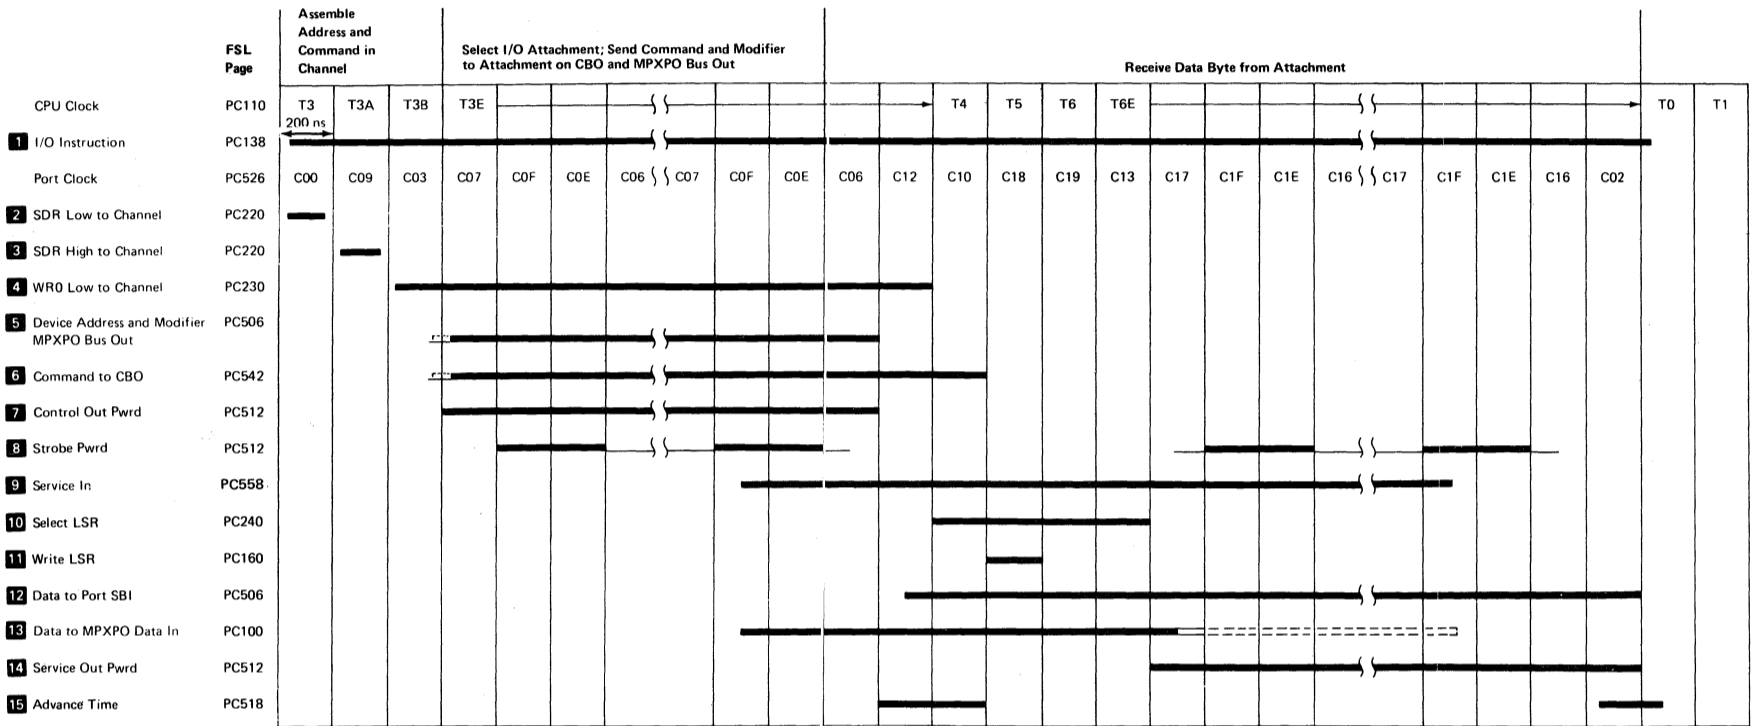 Assemble
Address and
Command in
Channel
FSL
Page
Select I/O Attachment; Send Command and Modifier
to Attachment on CBO and MPXPO Bus Out
Receive Data Byte from Attachment
CPU Clock PC110 T3 T3A T3B T3E T4 T5 T6 T6E T0 T1
200 ns
1 I/O Instruction PC138
Port Clock PC526 C00 C09 C03 C07 C0F C0E C06 C07 C0F C0E C06 C12 C10 C18 C19 C13 C17 C1F C1E C16 C17 C1F C1E C16 C02
2 SDR Low to Channel PC220
3 SDR High to Channel PC220
4 WR0 Low to Channel PC230
5 Device Address and Modifier PC506
MPXPO Bus Out
6 Command to CBO PC542
7 Control Out Pwrd PC512
8 Strobe Pwrd PC512
9 Service In PC558
10 Select LSR PC240
11 Write LSR PC160
12 Data to Port SBI PC506
13 Data to MPXPO Data In PC100
14 Service Out Pwrd PC512
15 Advance Time PC518